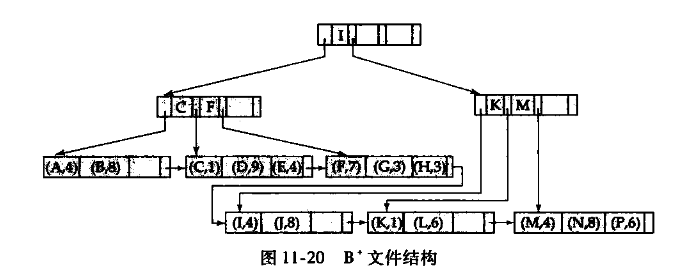 I
C F
K M
(A,4) (B,8) (C,1) (D,9) (E,4) (F,7) (G,3) (H,3)
(I,4) (J,8) (K,1) (L,6) (M,4) (N,8) (P,6)
图 11-20 B⁺文件结构